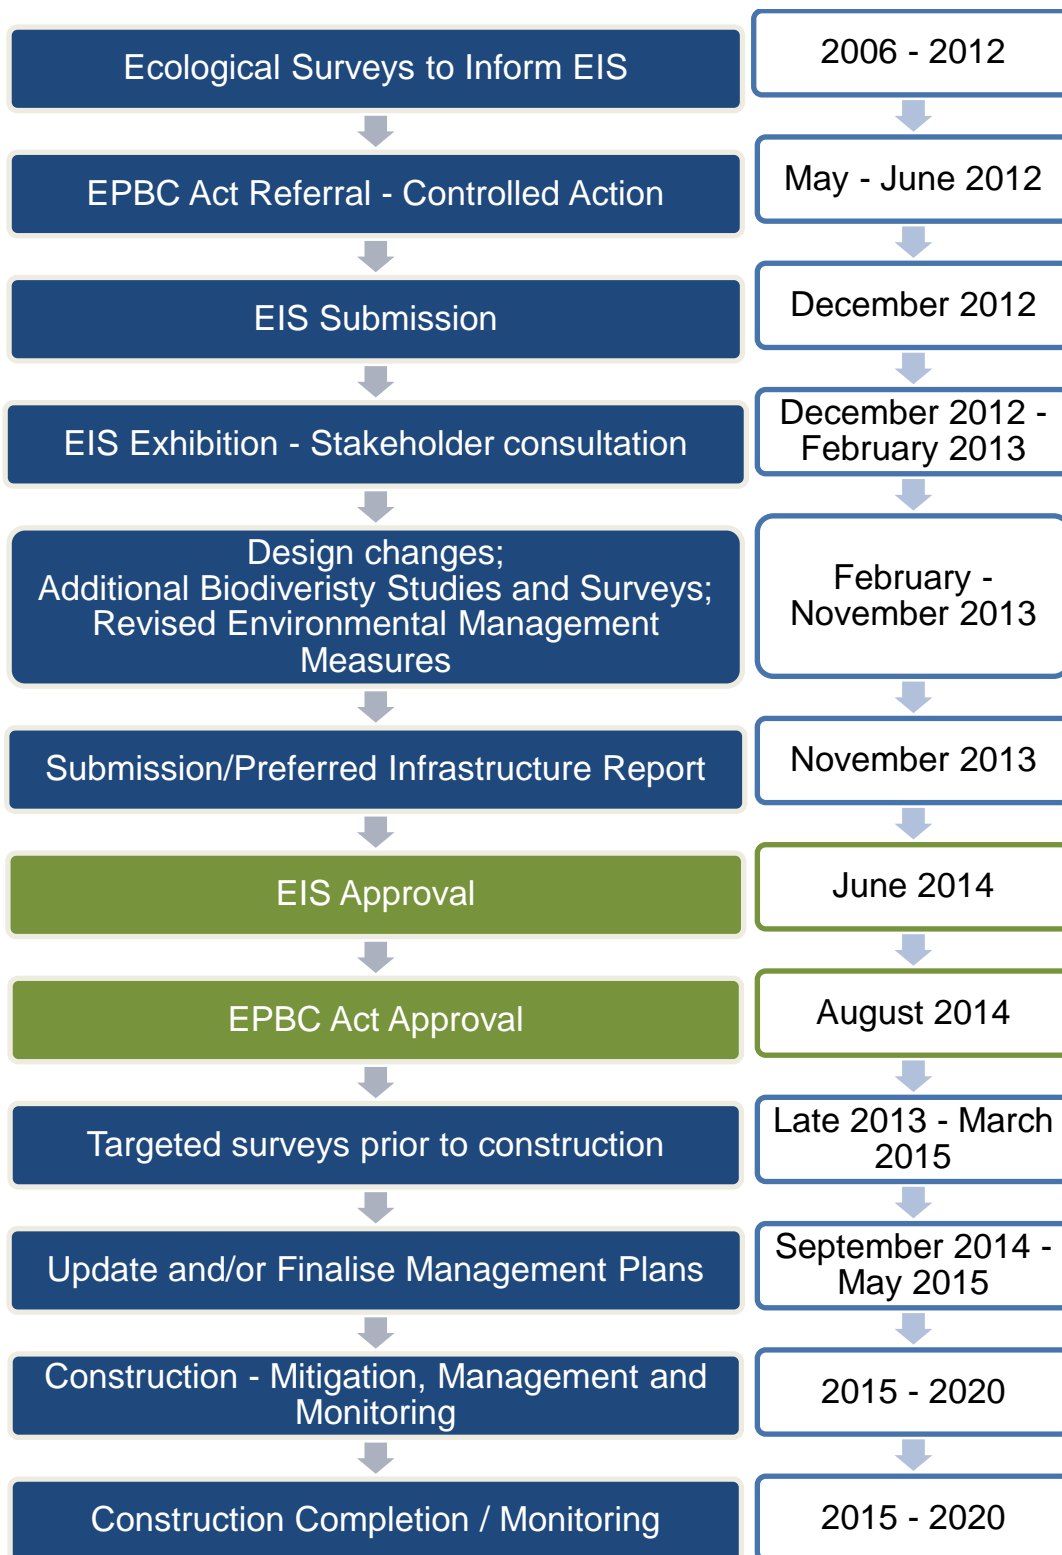 Ecological Surveys to Inform EIS
2006 - 2012
EPBC Act Referral - Controlled Action
May - June 2012
EIS Submission
December 2012
EIS Exhibition - Stakeholder consultation
December 2012 -
February 2013
Design changes;
Additional Biodiveristy Studies and Surveys;
Revised Environmental Management
Measures
February -
November 2013
Submission/Preferred Infrastructure Report
November 2013
EIS Approval
June 2014
EPBC Act Approval
August 2014
Targeted surveys prior to construction
Late 2013 - March
2015
Update and/or Finalise Management Plans
September 2014 -
May 2015
Construction - Mitigation, Management and
Monitoring
2015 - 2020
Construction Completion / Monitoring
2015 - 2020